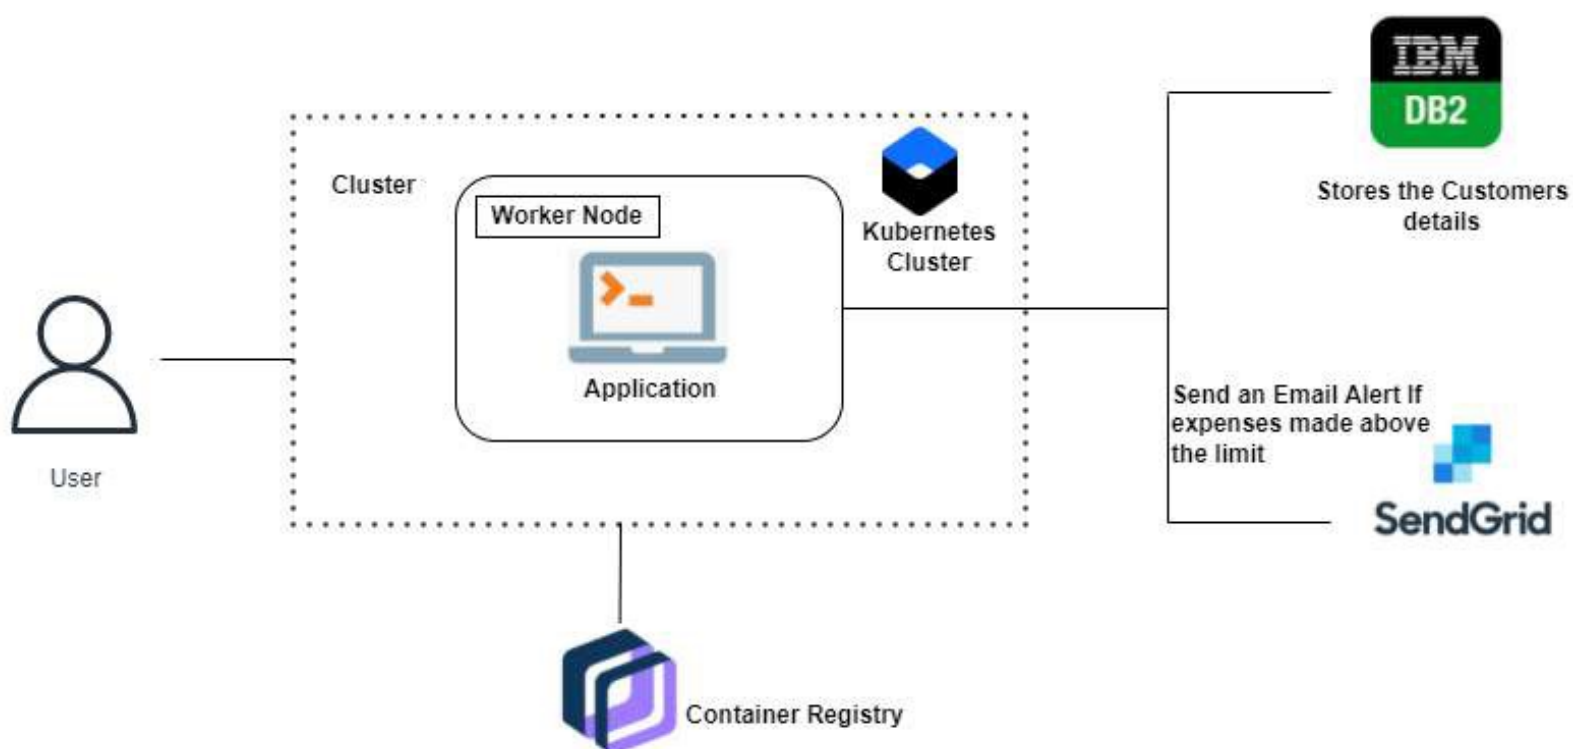 IBM
DB2
Stores the Customers
details
Cluster
Worker Node
Kubernetes
Cluster
Application
User
Send an Email Alert If
expenses made above
the limit
SendGrid
Container Registry